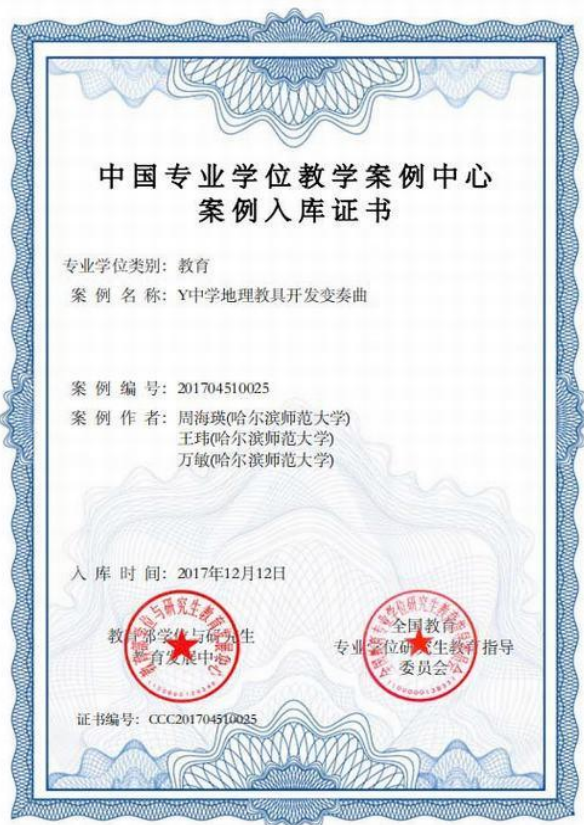 中国专业学位教学案例中心
案例入库证书
专业学位类别：教育
案例名称：Y中学地理教具开发变奏曲
案例编号：201704510025
案例作者：周海瑛(哈尔滨师范大学)
王玮(哈尔滨师范大学)
万敏(哈尔滨师范大学)
入库时间：2017年12月12日
教育部学位与研究生
教育发展中心
全国教育
专业学位研究生教育指导
委员会
证书编号：CCC201704510025